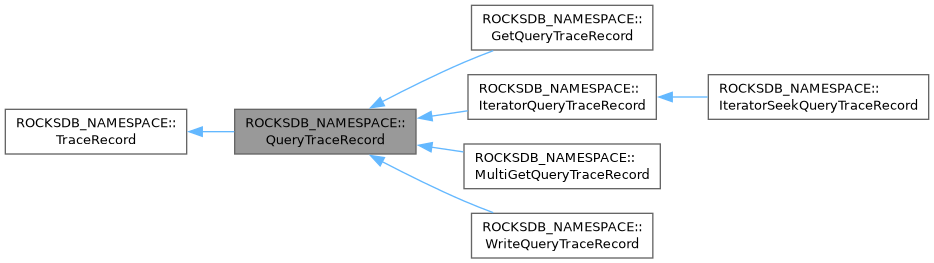 ROCKSDB_NAMESPACE::
TraceRecord
ROCKSDB_NAMESPACE::
QueryTraceRecord
ROCKSDB_NAMESPACE::
GetQueryTraceRecord
ROCKSDB_NAMESPACE::
IteratorQueryTraceRecord
ROCKSDB_NAMESPACE::
IteratorSeekQueryTraceRecord
ROCKSDB_NAMESPACE::
MultiGetQueryTraceRecord
ROCKSDB_NAMESPACE::
WriteQueryTraceRecord